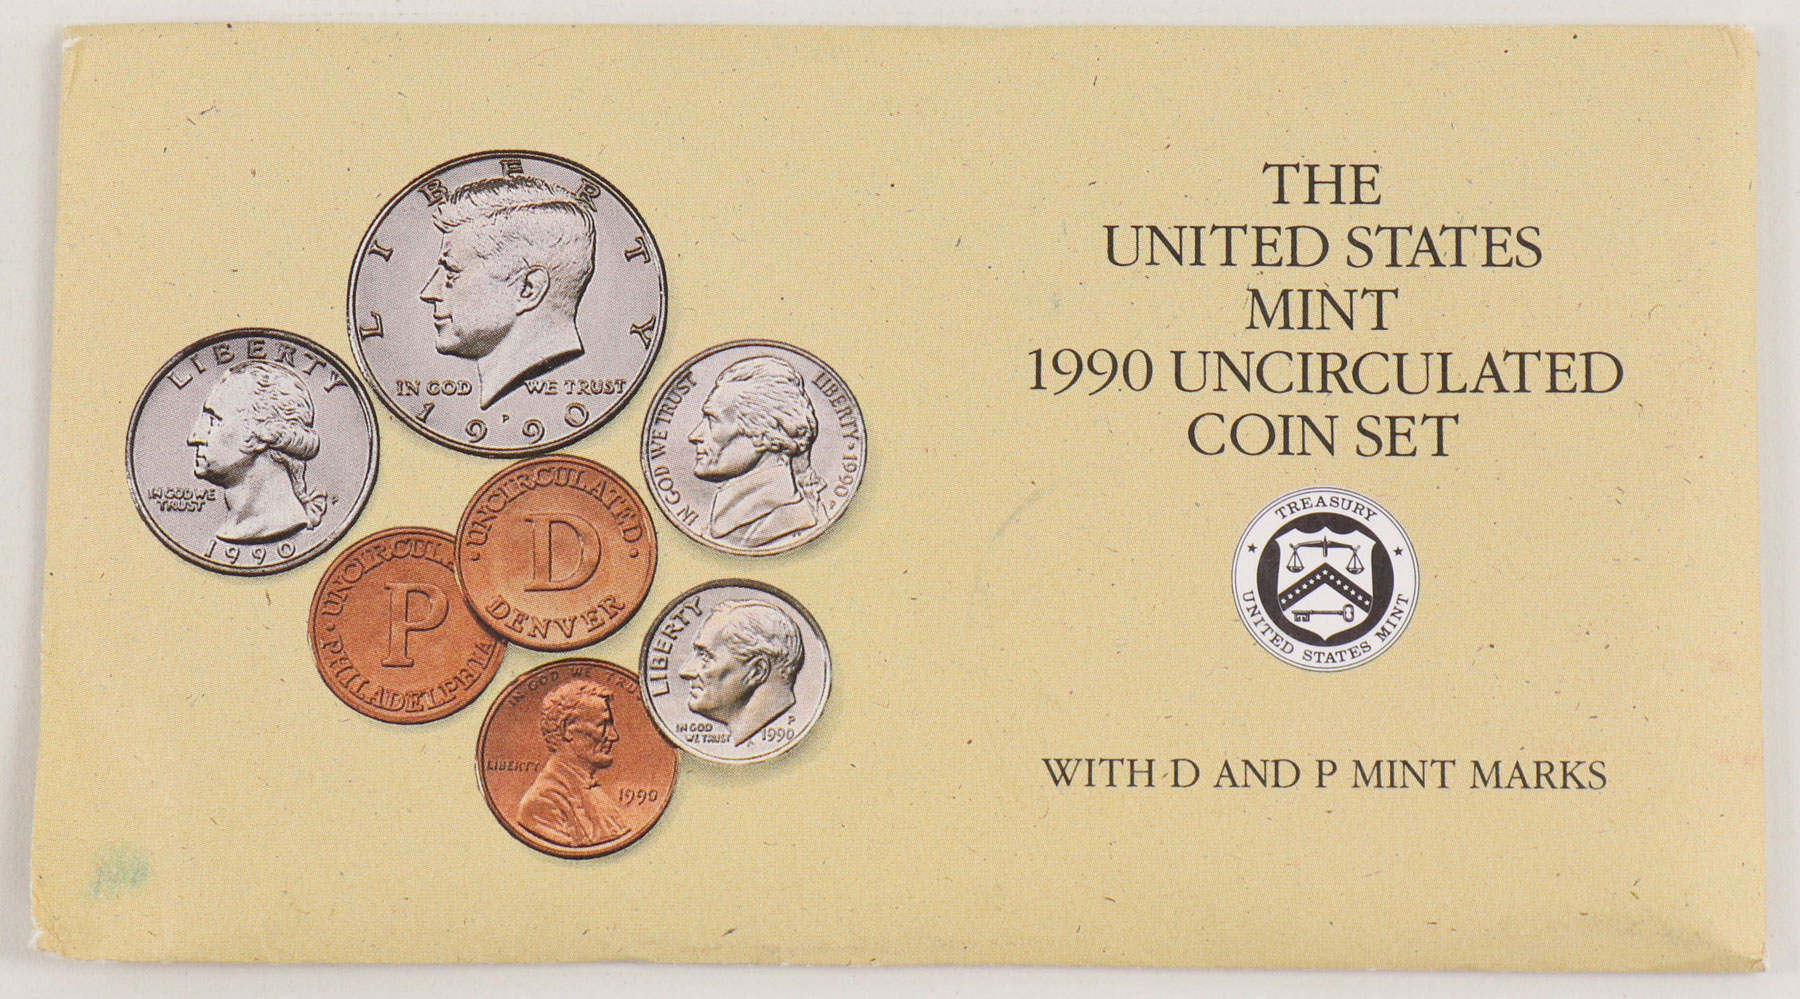 THE
UNITED STATES
MINT
1990 UNCIRCULATED
COIN SET
TREASURY
UNITED STATES MINT
WITH D AND P MINT MARKS
LIBERTY
IN GOD WE TRUST
P
1990
LIBERTY
IN GOD WE
TRUST
P
1990
IN GOD WE TRUST
LIBERTY · 1990
P
· UNCIRCULATED ·
D
DENVER
· UNCIRCUL
P
PHILADELPHIA
LIBERTY
IN GOD
WE TRUST
P
1990
IN GOD WE TRUS
LIBERTY
1990